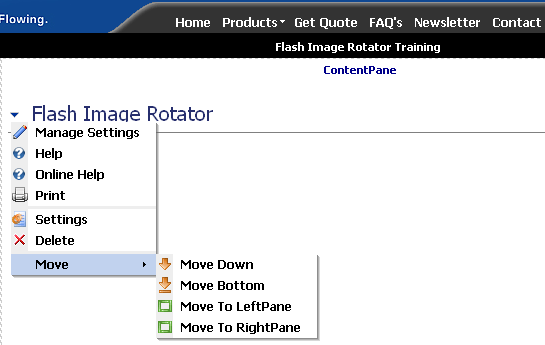 Flowing.
Home Products Get Quote FAQ's Newsletter Contact
Flash Image Rotator Training
ContentPane
Flash Image Rotator
Manage Settings
Help
Online Help
Print
Settings
Delete
Move
Move Down
Move Bottom
Move To LeftPane
Move To RightPane